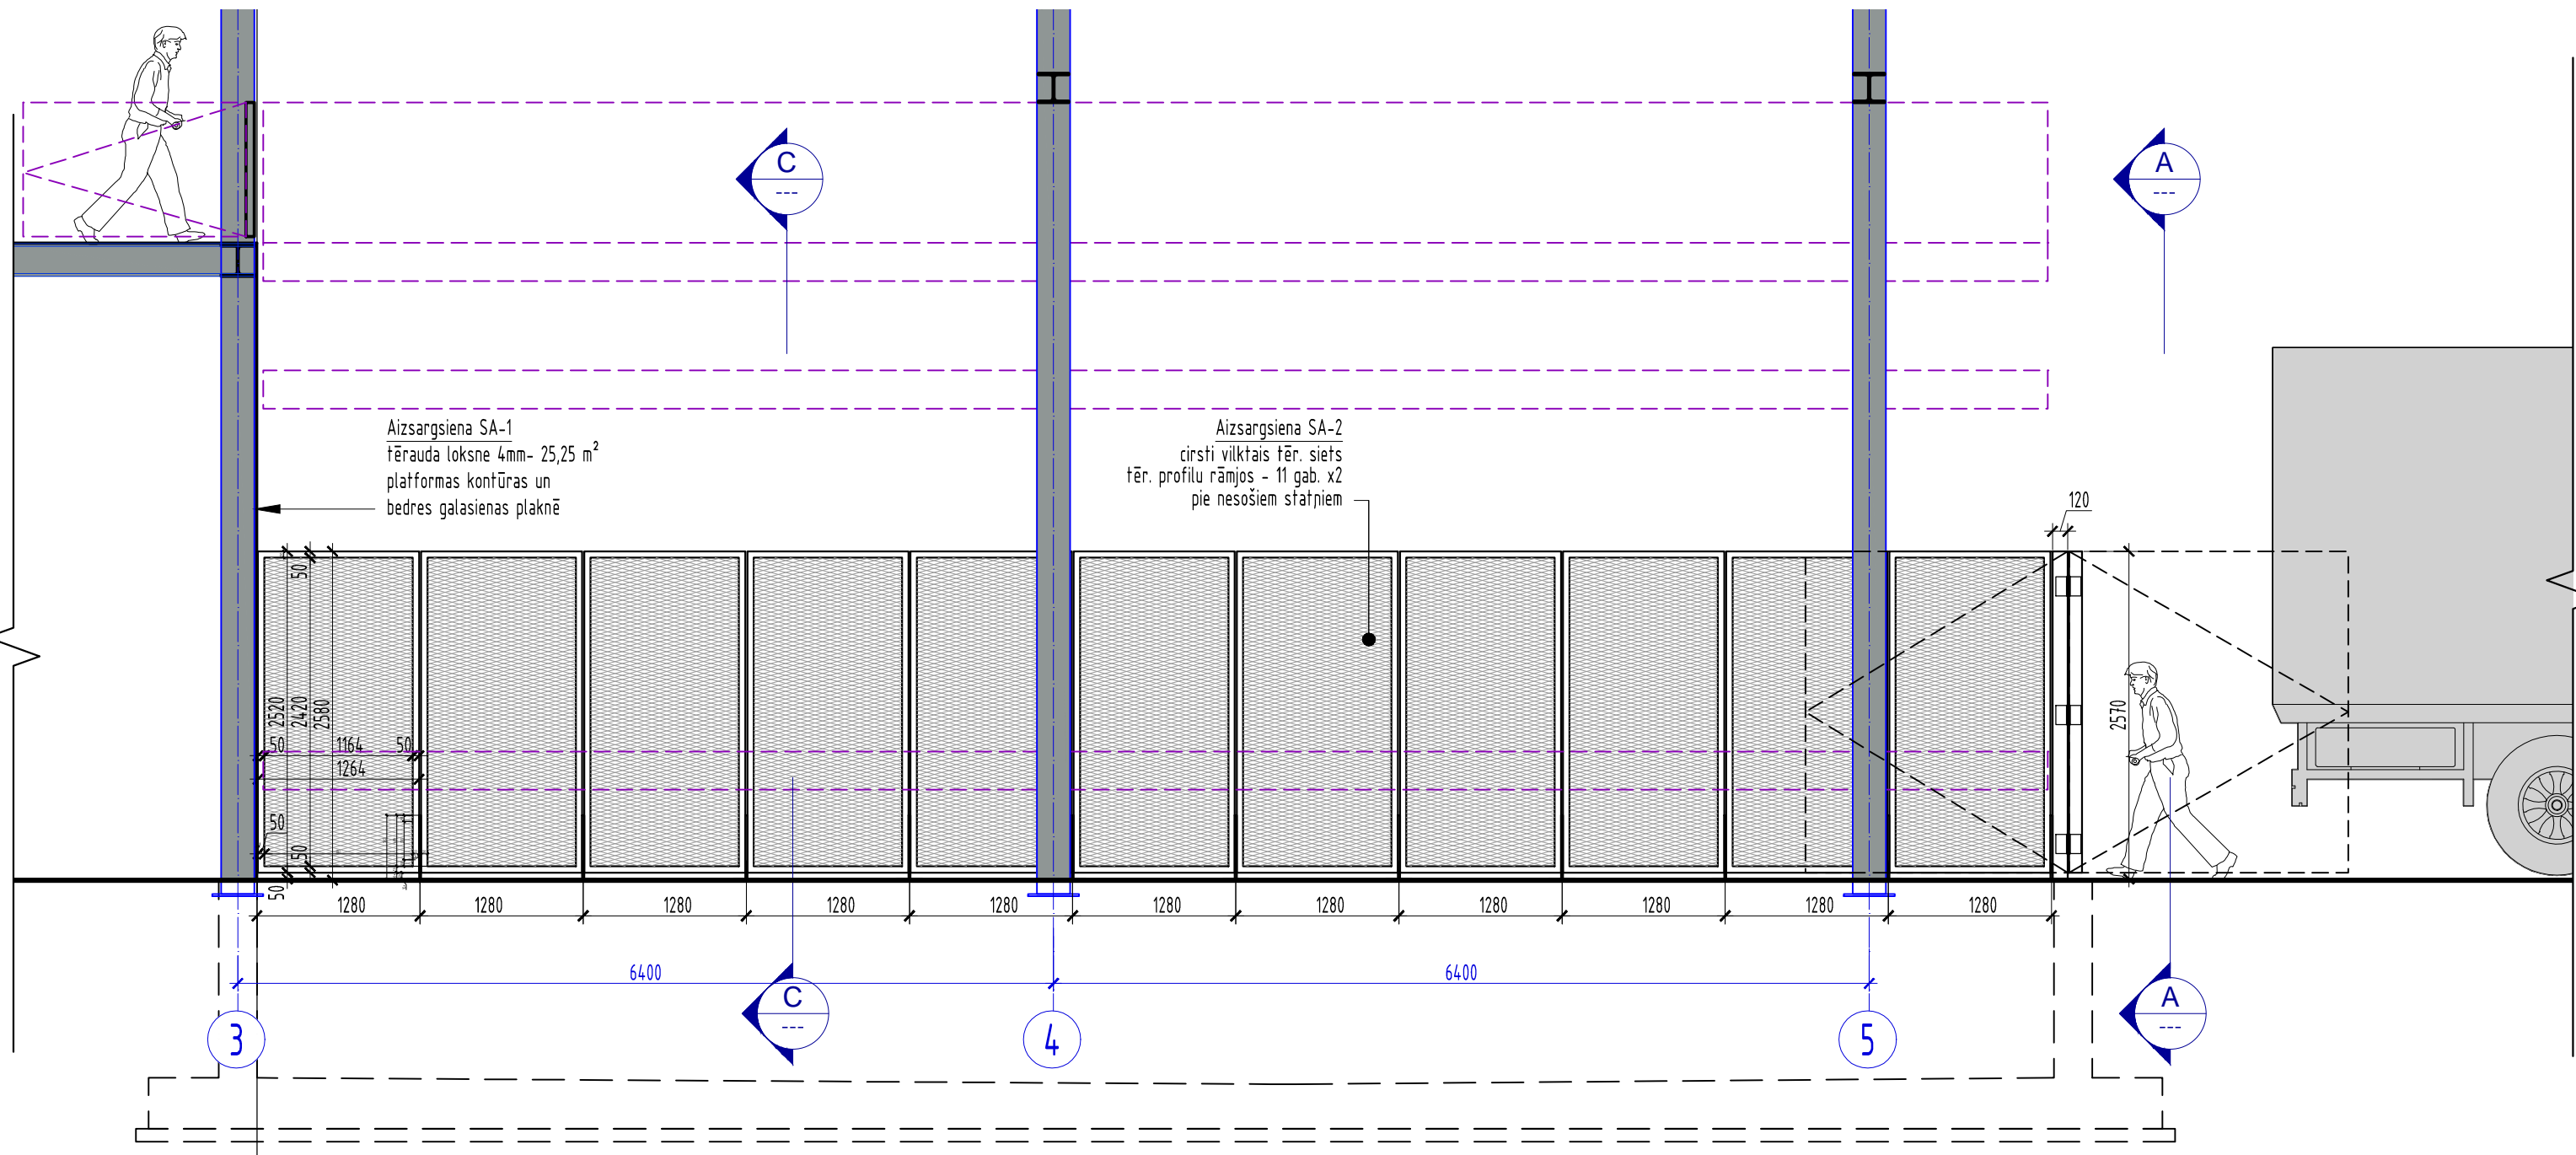 C
---
A
---
Aizsargsiena SA-1
tērauda loksne 4mm- 25,25 m²
platformas kontūras un
bedres galasienas plaknē
Aizsargsiena SA-2
cirsti vilktais tēr. siets
tēr. profilu rāmjos - 11 gab. x2
pie nesošiem statņiem
120
50
2520
2420
2580
2570
50
1164
50
1264
50
50
50
1280
1280
1280
1280
1280
1280
1280
1280
1280
1280
1280
6400
6400
3
4
5
C
---
A
---